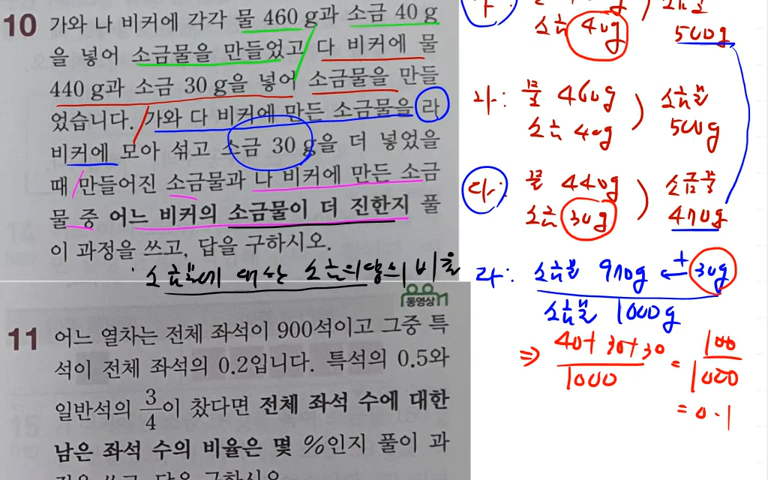 10 가와 나 비커에 각각 물 460 g과 소금 40 g
을 넣어 소금물을 만들었고 다 비커에 물
440 g과 소금 30 g을 넣어 소금물을 만들
었습니다. 가와 다 비커에 만든 소금물을 라
비커에 모아 섞고 소금 30 g을 더 넣었을
때 만들어진 소금물과 나 비커에 만든 소금
물 중 어느 비커의 소금물이 더 진한지 풀
이 과정을 쓰고, 답을 구하시오.
소금물에 대한 소금의 양의 비율
동영상
11 어느 열차는 전체 좌석이 900석이고 그중 특
석이 전체 좌석의 0.2입니다. 특석의 0.5와
일반석의 3/4이 찼다면 전체 좌석 수에 대한
남은 좌석 수의 비율은 몇 %인지 풀이 과
소금 40g
500g
나: 물 460g ) 소금물
소금 40g 500g
다: 물 440g ) 소금물
소금 30g 470g
라: 소금물 970g ← + 30g
소금물 1000g
⇒ 40+30+30/1000 = 100/1000
= 0.1